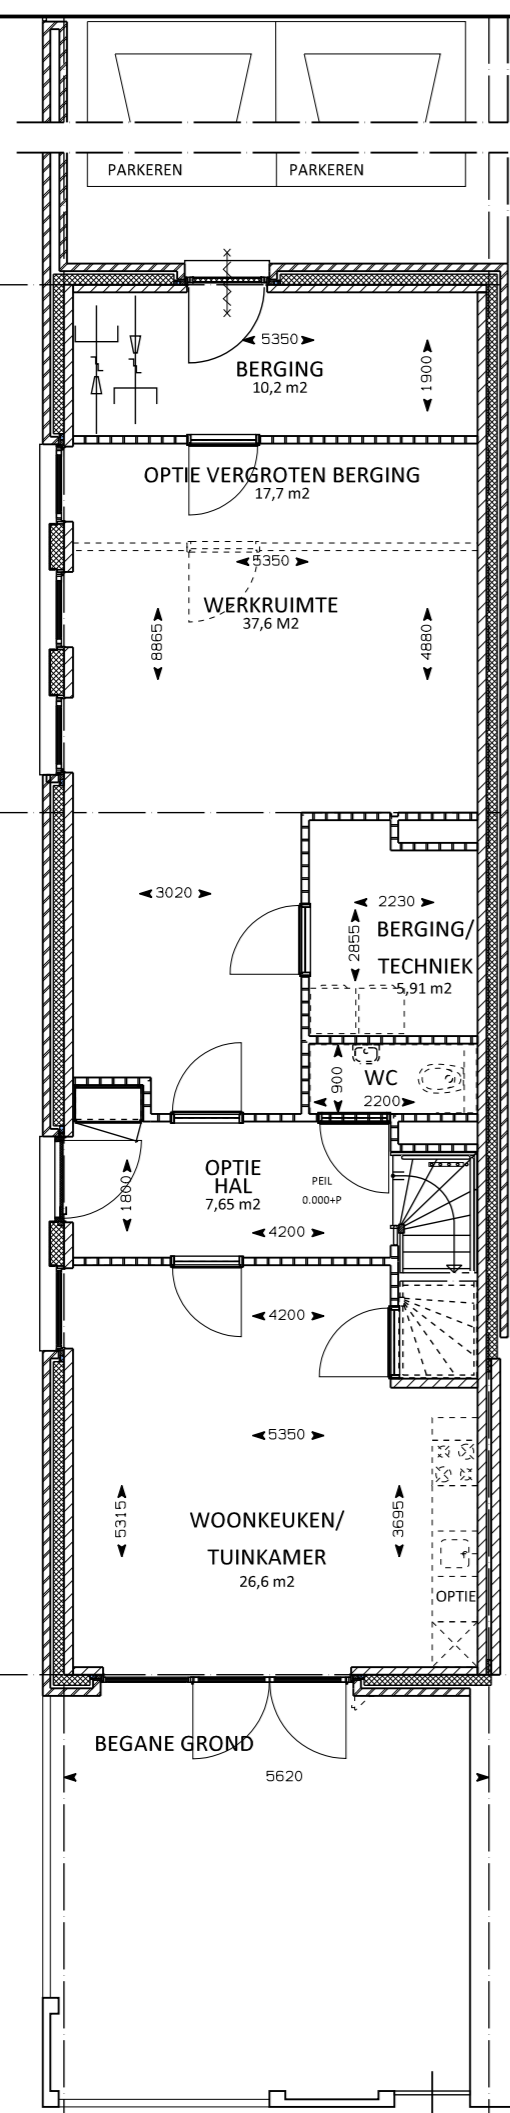 PARKEREN PARKEREN
5350
BERGING
10,2 m2
1900
OPTIE VERGROTEN BERGING
17,7 m2
5350
WERKRUIMTE
37,6 M2
8865
4880
3020
2230
2855
BERGING/
TECHNIEK
5,91 m2
900
WC
2200
OPTIE
HAL
7,65 m2
1800
PEIL
0.000+P
4200
4200
5350
5315
3695
WOONKEUKEN/
TUINKAMER
26,6 m2
OPTIE
BEGANE GROND
5620